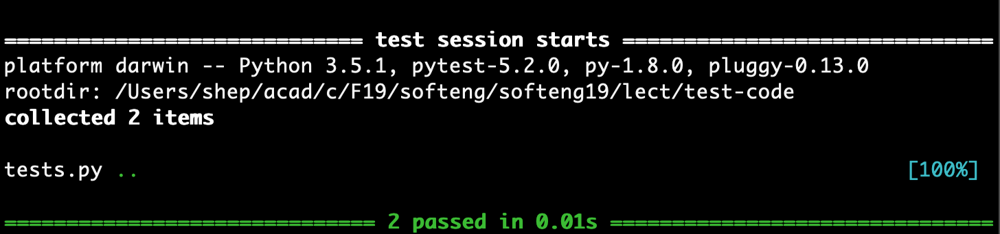 ============================= test session starts ==============================
platform darwin -- Python 3.5.1, pytest-5.2.0, py-1.8.0, pluggy-0.13.0
rootdir: /Users/shep/acad/c/F19/softeng/softeng19/lect/test-code
collected 2 items
tests.py .. [100%]
============================== 2 passed in 0.01s ===============================